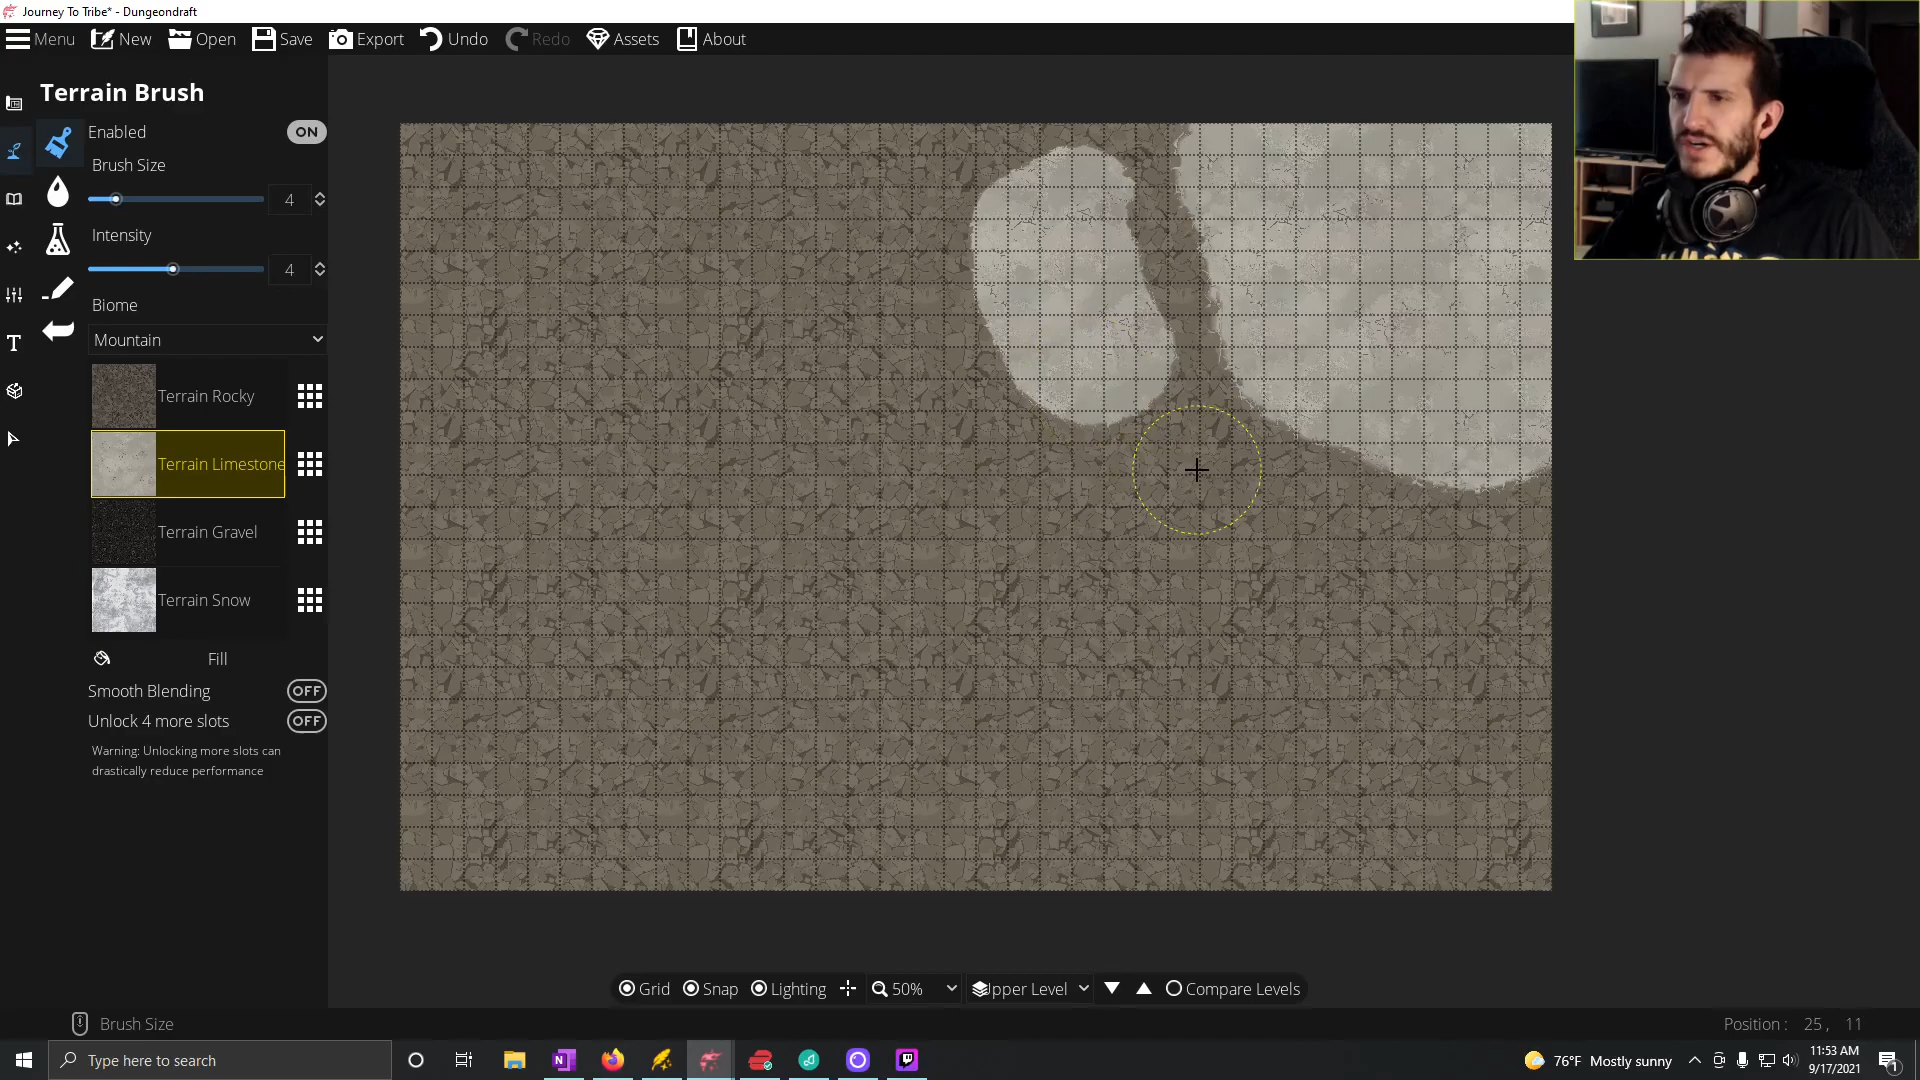 Journey To Tribe* - Dungeondraft
Menu New Open Save Export Undo Redo Assets About
Terrain Brush
Enabled ON
Brush Size
4
Intensity
4
Biome
Mountain
Terrain Rocky
Terrain Limestone
Terrain Gravel
Terrain Snow
Fill
Smooth Blending OFF
Unlock 4 more slots OFF
Warning: Unlocking more slots can
drastically reduce performance
Grid Snap Lighting 50% Upper Level Compare Levels
Brush Size
Position : 25 , 11
Type here to search
N
76°F Mostly sunny
11:53 AM
9/17/2021
1